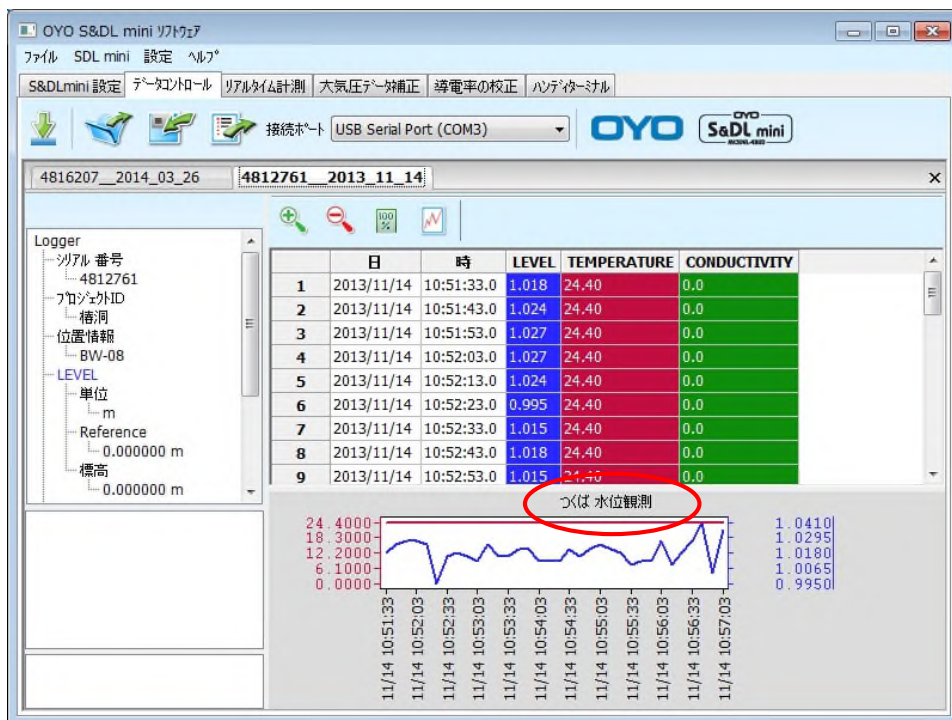 OYO S&DL mini ソフトウェア
ファイル SDL mini 設定 ヘルプ
S&DLmini 設定 データコントロール リアルタイム計測 大気圧データ補正 導電率の校正 ハンディターミナル
接続ポート USB Serial Port (COM3) OYO S&DL mini
4816207__2014_03_26 4812761__2013_11_14
100 %
Logger
シリアル 番号
4812761
プロジェクトID
椿洞
位置情報
BW-08
LEVEL
単位
m
Reference
0.000000 m
標高
0.000000 m
日 時 LEVEL TEMPERATURE CONDUCTIVITY
1 2013/11/14 10:51:33.0 1.018 24.40 0.0
2 2013/11/14 10:51:43.0 1.024 24.40 0.0
3 2013/11/14 10:51:53.0 1.027 24.40 0.0
4 2013/11/14 10:52:03.0 1.027 24.40 0.0
5 2013/11/14 10:52:13.0 1.024 24.40 0.0
6 2013/11/14 10:52:23.0 0.995 24.40 0.0
7 2013/11/14 10:52:33.0 1.015 24.40 0.0
8 2013/11/14 10:52:43.0 1.018 24.40 0.0
9 2013/11/14 10:52:53.0 1.015 24.40 0.0
つくば 水位観測
24.4000 1.0410
18.3000 1.0295
12.2000 1.0180
6.1000 1.0065
0.0000 0.9950
11/14 10:51:33
11/14 10:52:03
11/14 10:52:33
11/14 10:53:03
11/14 10:53:33
11/14 10:54:03
11/14 10:54:33
11/14 10:55:03
11/14 10:55:33
11/14 10:56:03
11/14 10:56:33
11/14 10:57:03